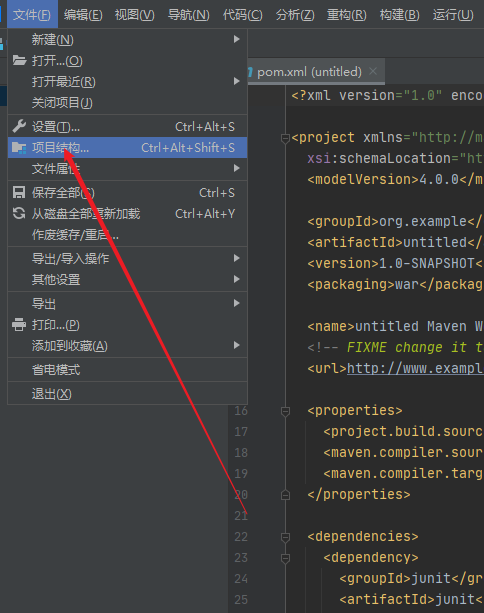 文件(F) 编辑(E) 视图(V) 导航(N) 代码(C) 分析(Z) 重构(R) 构建(B) 运行(U)
新建(N)
打开...(O)
打开最近(R)
关闭项目(J)
设置(T)... Ctrl+Alt+S
项目结构... Ctrl+Alt+Shift+S
文件属性
保存全部(S) Ctrl+S
从磁盘全部重新加载 Ctrl+Alt+Y
作废缓存/重启...
导出/导入操作
其他设置
导出
打印...(P)
添加到收藏(A)
省电模式
退出(X)
pom.xml (untitled)
<?xml version="1.0" enco
<project xmlns="http://m
xsi:schemaLocation="ht
<modelVersion>4.0.0</m
<groupId>org.example</
<artifactId>untitled</
<version>1.0-SNAPSHOT<
<packaging>war</packag
<name>untitled Maven W
<!-- FIXME change it t
<url>http://www.exampl
16 <properties>
17 <project.build.sourc
18 <maven.compiler.sour
19 <maven.compiler.targ
20 </properties>
21
22 <dependencies>
23 <dependency>
24 <groupId>junit</gr
25 <artifactId>junit<